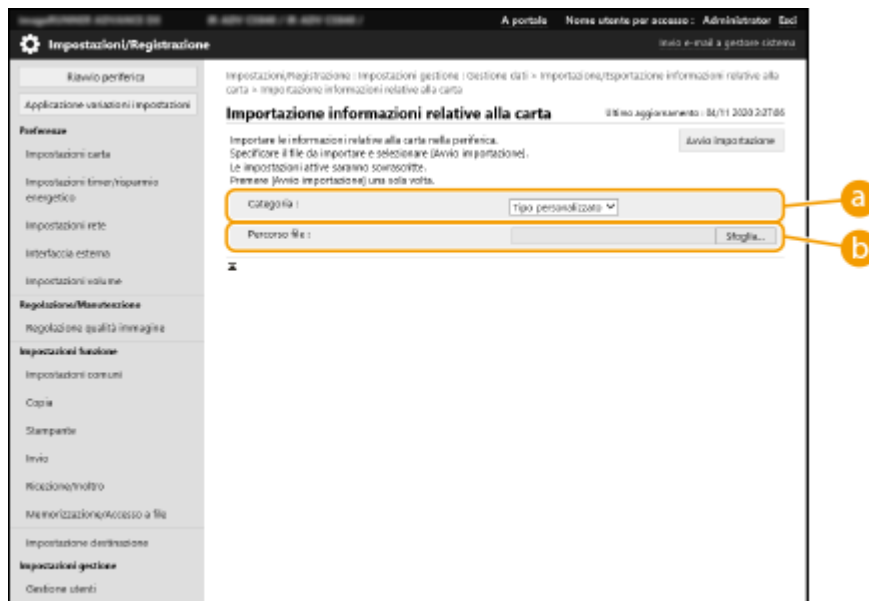 A portale Nome utente per accesso : Administrator Esci
Impostazioni/Registrazione
Invio e-mail a gestore sistema
Riavvio periferica
Applicazione variazioni impostazioni
Preferenze
Impostazioni carta
Impostazioni timer/risparmio
energetico
Impostazioni rete
Interfaccia esterna
Impostazioni volume
Regolazione/Manutenzione
Regolazione qualità immagine
Impostazioni funzione
Impostazioni comuni
Copia
Stampante
Invio
Ricezione/Inoltro
Memorizzazione/Accesso a file
Impostazione destinazione
Impostazioni gestione
Gestione utenti
Impostazioni/Registrazione : Impostazioni gestione : Gestione dati > Importazione/Esportazione informazioni relative alla
carta > Importazione informazioni relative alla carta
Importazione informazioni relative alla carta
Ultimo aggiornamento : 04/11 2020 2:27:06
Importare le informazioni relative alla carta nella periferica.
Specificare il file da importare e selezionare [Avvio importazione].
Le impostazioni attive saranno sovrascritte.
Premere [Avvio importazione] una sola volta.
Avvio importazione
Categoria :
Tipo personalizzato
a
Percorso file :
Sfoglia...
b